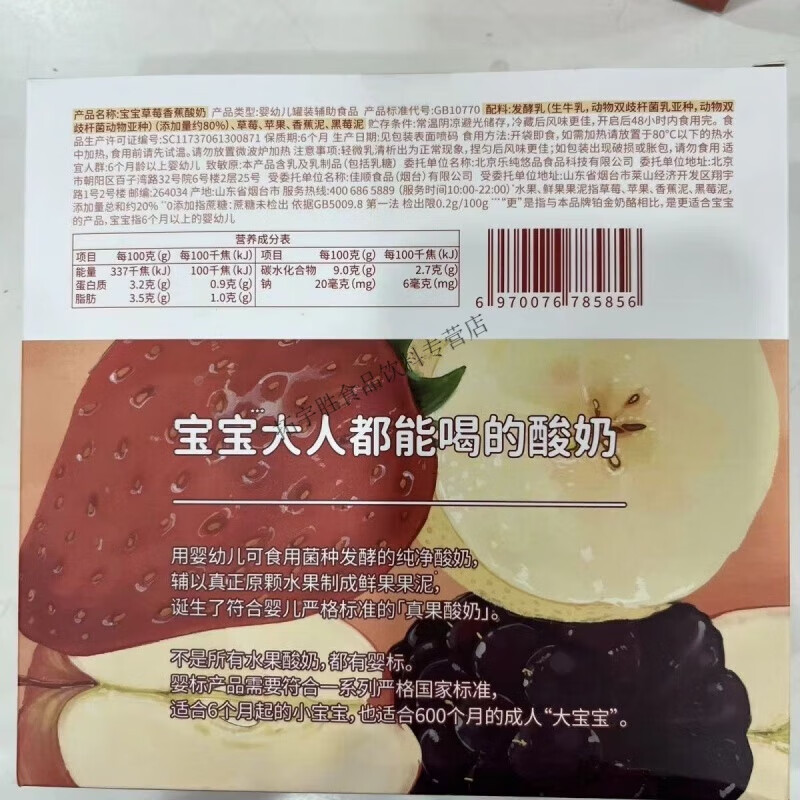 产品名称:宝宝草莓香蕉酸奶 产品类型:婴幼儿罐装辅助食品 产品标准代号:GB10770 配料:发酵乳(生牛乳,动物双歧杆菌乳亚种,动物双
歧杆菌动物亚种)(添加量约80%)、草莓、苹果、香蕉泥、黑莓泥 贮存条件:常温阴凉避光储存,冷藏后风味更佳,开启后48小时内食用完。食
品生产许可证编号:SC11737061300871 保质期:6个月 生产日期:见包装表面喷码 食用方法:开袋即食,如需加热请放置于80°C以下的热水
中加热,食用前请先试温。请勿放置微波炉加热 注意事项:轻微乳清析出为正常现象,捏匀后风味更佳;如包装出现破损或胀包,请勿食用 适
宜人群:6个月龄以上婴幼儿 致敏原:本产品含乳及乳制品(包括乳糖) 委托单位名称:北京乐纯悠品食品科技有限公司 委托单位地址:北京
市朝阳区百子湾路32号院6号楼2层25号 受委托单位名称:佳顺食品(烟台)有限公司 受委托单位地址:山东省烟台市莱山经济开发区翔宇
路1号2号楼 邮编:264034 产地:山东省烟台市 服务热线:400 686 5889 (服务时间10:00-22:00) *水果、鲜果果泥指草莓、苹果、香蕉泥、黑莓泥,
添加量总和约20% **0添加指蔗糖:蔗糖未检出 依据GB5009.8 第一法 检出限0.2g/100g ***“更”是指与本品牌铂金奶酪相比,是更适合宝宝
的产品,宝宝指6个月以上的婴幼儿
营养成分表
项目 每100克(g) 每100千焦(kJ) 项目 每100克(g) 每100千焦(kJ)
能量 337千焦(kJ) 100千焦(kJ) 碳水化合物 9.0克(g) 2.7克(g)
蛋白质 3.2克(g) 0.9克(g) 钠 20毫克(mg) 6毫克(mg)
脂肪 3.5克(g) 1.0克(g)
6 970076 785856
宝宝"大人都能喝的酸奶
宇胜食品饮料专营店
用婴幼儿可食用菌种发酵的纯净酸奶,
辅以真正原颗水果制成鲜果果泥,
诞生了符合婴儿严格标准的「真果酸奶」。
不是所有水果酸奶,都有婴标。
婴标产品需要符合一系列严格国家标准,
适合6个月起的小宝宝,也适合600个月的成人“大宝宝”。